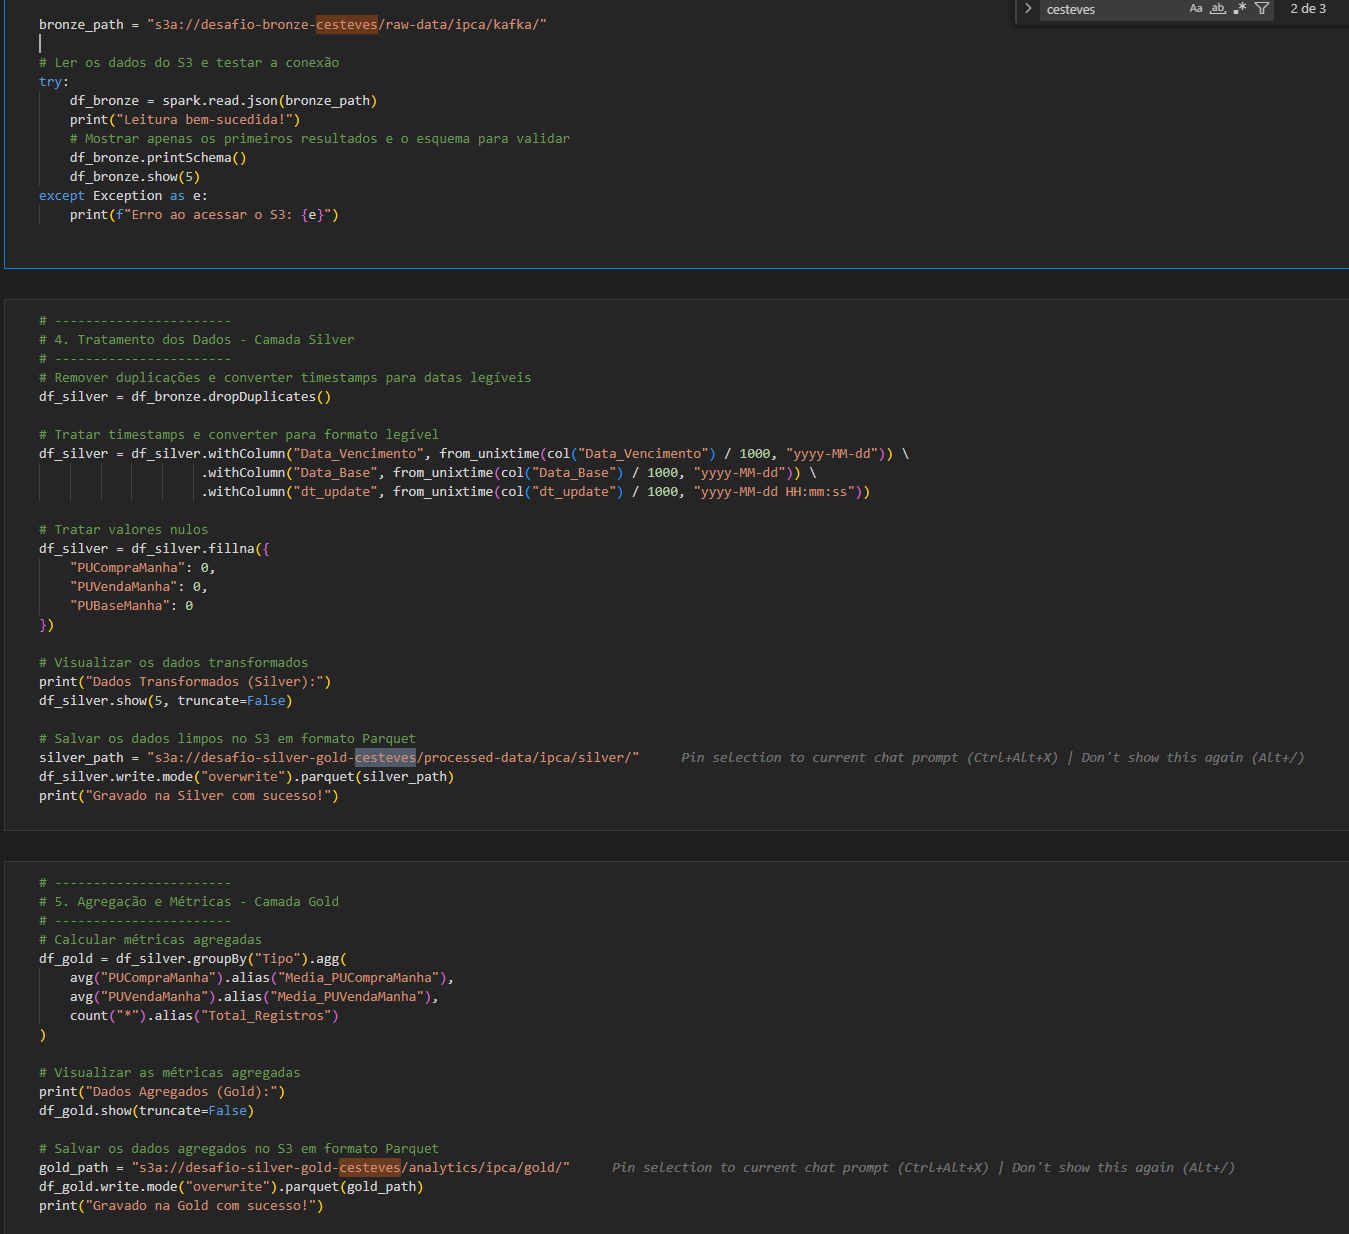 cesteves
Aa ab .* 2 de 3
bronze_path = "s3a://desafio-bronze-cesteves/raw-data/ipca/kafka/"
# Ler os dados do S3 e testar a conexão
try:
    df_bronze = spark.read.json(bronze_path)
    print("Leitura bem-sucedida!")
    # Mostrar apenas os primeiros resultados e o esquema para validar
    df_bronze.printSchema()
    df_bronze.show(5)
except Exception as e:
    print(f"Erro ao acessar o S3: {e}")
# -----------------------
# 4. Tratamento dos Dados - Camada Silver
# -----------------------
# Remover duplicações e converter timestamps para datas legíveis
df_silver = df_bronze.dropDuplicates()
# Tratar timestamps e converter para formato legível
df_silver = df_silver.withColumn("Data_Vencimento", from_unixtime(col("Data_Vencimento") / 1000, "yyyy-MM-dd")) \
                     .withColumn("Data_Base", from_unixtime(col("Data_Base") / 1000, "yyyy-MM-dd")) \
                     .withColumn("dt_update", from_unixtime(col("dt_update") / 1000, "yyyy-MM-dd HH:mm:ss"))
# Tratar valores nulos
df_silver = df_silver.fillna({
    "PUCompraManha": 0,
    "PUVendaManha": 0,
    "PUBaseManha": 0
})
# Visualizar os dados transformados
print("Dados Transformados (Silver):")
df_silver.show(5, truncate=False)
# Salvar os dados limpos no S3 em formato Parquet
silver_path = "s3a://desafio-silver-gold-cesteves/processed-data/ipca/silver/" Pin selection to current chat prompt (Ctrl+Alt+X) | Don't show this again (Alt+/)
df_silver.write.mode("overwrite").parquet(silver_path)
print("Gravado na Silver com sucesso!")
# -----------------------
# 5. Agregação e Métricas - Camada Gold
# -----------------------
# Calcular métricas agregadas
df_gold = df_silver.groupBy("Tipo").agg(
    avg("PUCompraManha").alias("Media_PUCompraManha"),
    avg("PUVendaManha").alias("Media_PUVendaManha"),
    count("*").alias("Total_Registros")
)
# Visualizar as métricas agregadas
print("Dados Agregados (Gold):")
df_gold.show(truncate=False)
# Salvar os dados agregados no S3 em formato Parquet
gold_path = "s3a://desafio-silver-gold-cesteves/analytics/ipca/gold/" Pin selection to current chat prompt (Ctrl+Alt+X) | Don't show this again (Alt+/)
df_gold.write.mode("overwrite").parquet(gold_path)
print("Gravado na Gold com sucesso!")